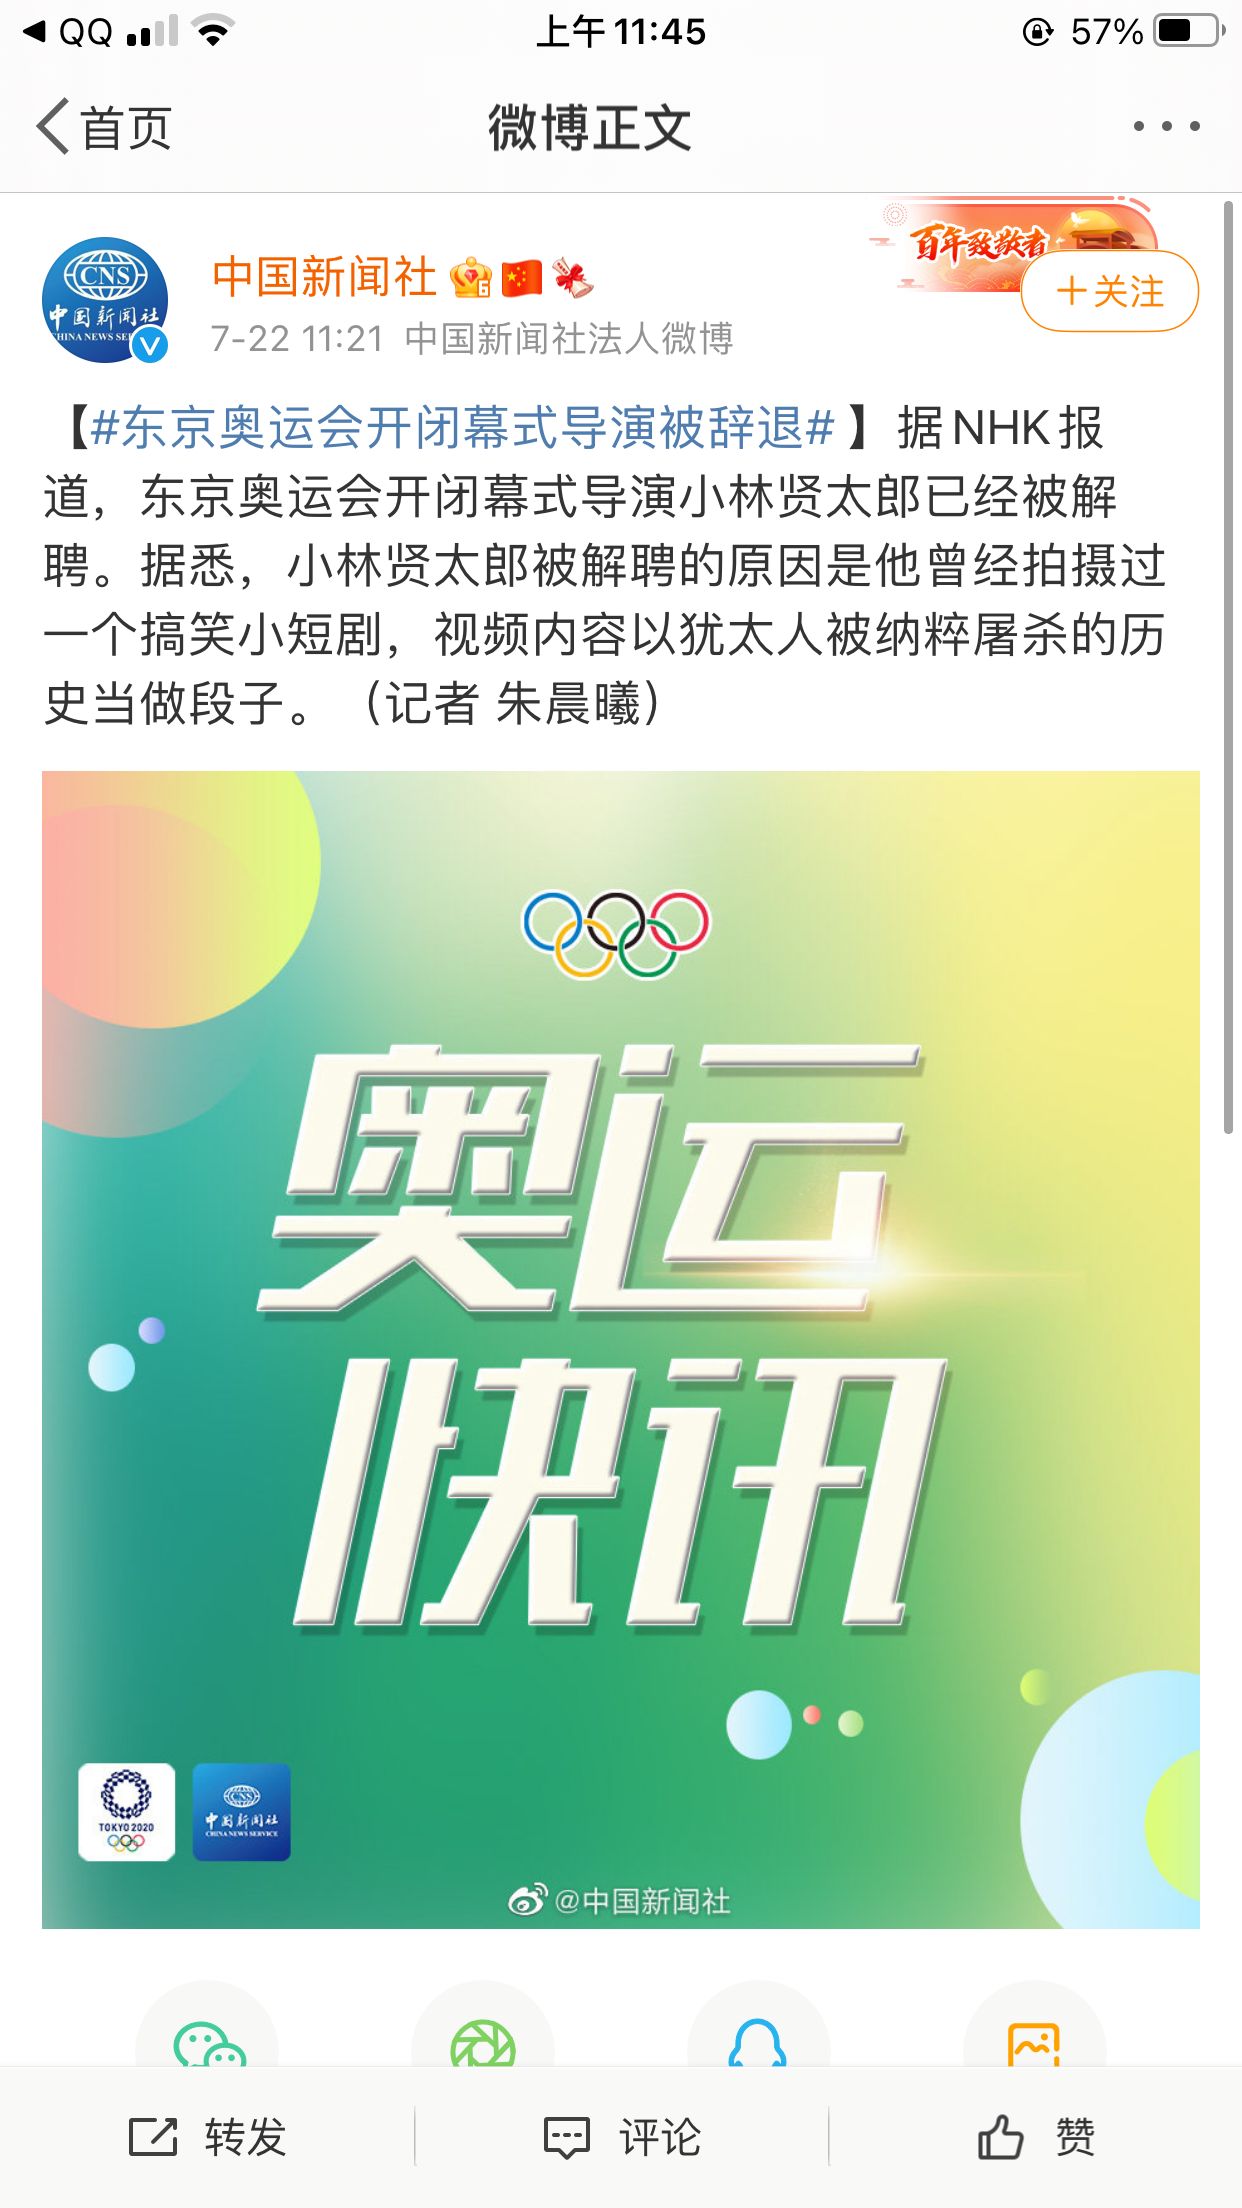 QQ
上午11:45
57%
首页
微博正文
百年致敬者
CNS
中国新闻社
CHINA NEWS SE
V
中国新闻社
+关注
7-22 11:21 中国新闻社法人微博
【#东京奥运会开闭幕式导演被辞退#】据NHK报
道，东京奥运会开闭幕式导演小林贤太郎已经被解
聘。据悉，小林贤太郎被解聘的原因是他曾经拍摄过
一个搞笑小短剧，视频内容以犹太人被纳粹屠杀的历
史当做段子。（记者 朱晨曦）
奥运
快讯
TOKYO 2020
CNS
中国新闻社
CHINA NEWS SERVICE
@中国新闻社
转发
评论
赞